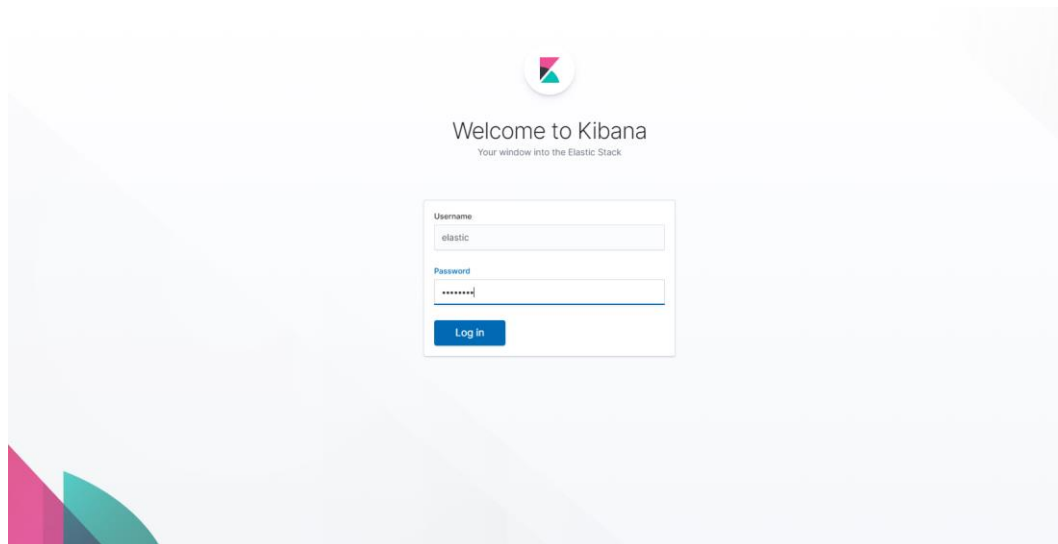 Welcome to Kibana
Your window into the Elastic Stack
Username
elastic
Password
••••••••
Log in